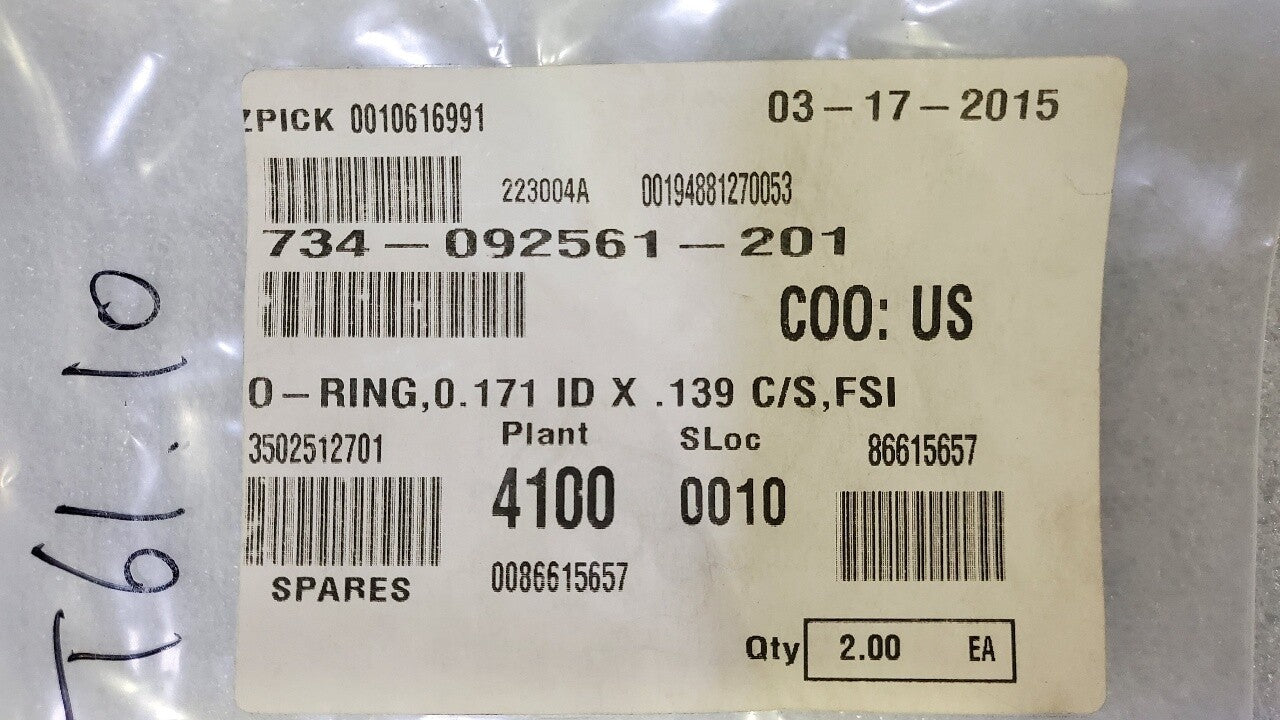 ZPICK 0010616991
03-17-2015
223004A 00194881270053
734-092561-201
COO: US
O-RING,0.171 ID X .139 C/S,FSI
3502512701
Plant
4100
SLoc
0010
86615657
SPARES
0086615657
Qty 2.00 EA
T61.10